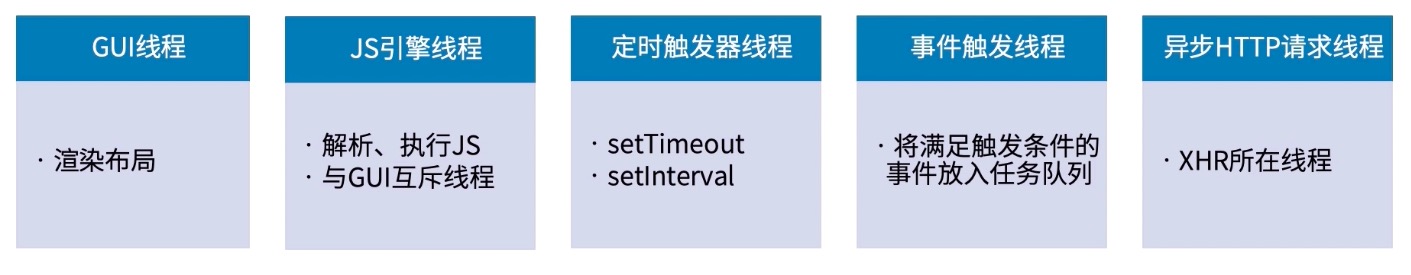 GUI线程
· 渲染布局
JS引擎线程
· 解析、执行JS
· 与GUI互斥线程
定时触发器线程
· setTimeout
· setInterval
事件触发线程
· 将满足触发条件的
事件放入任务队列
异步HTTP请求线程
· XHR所在线程